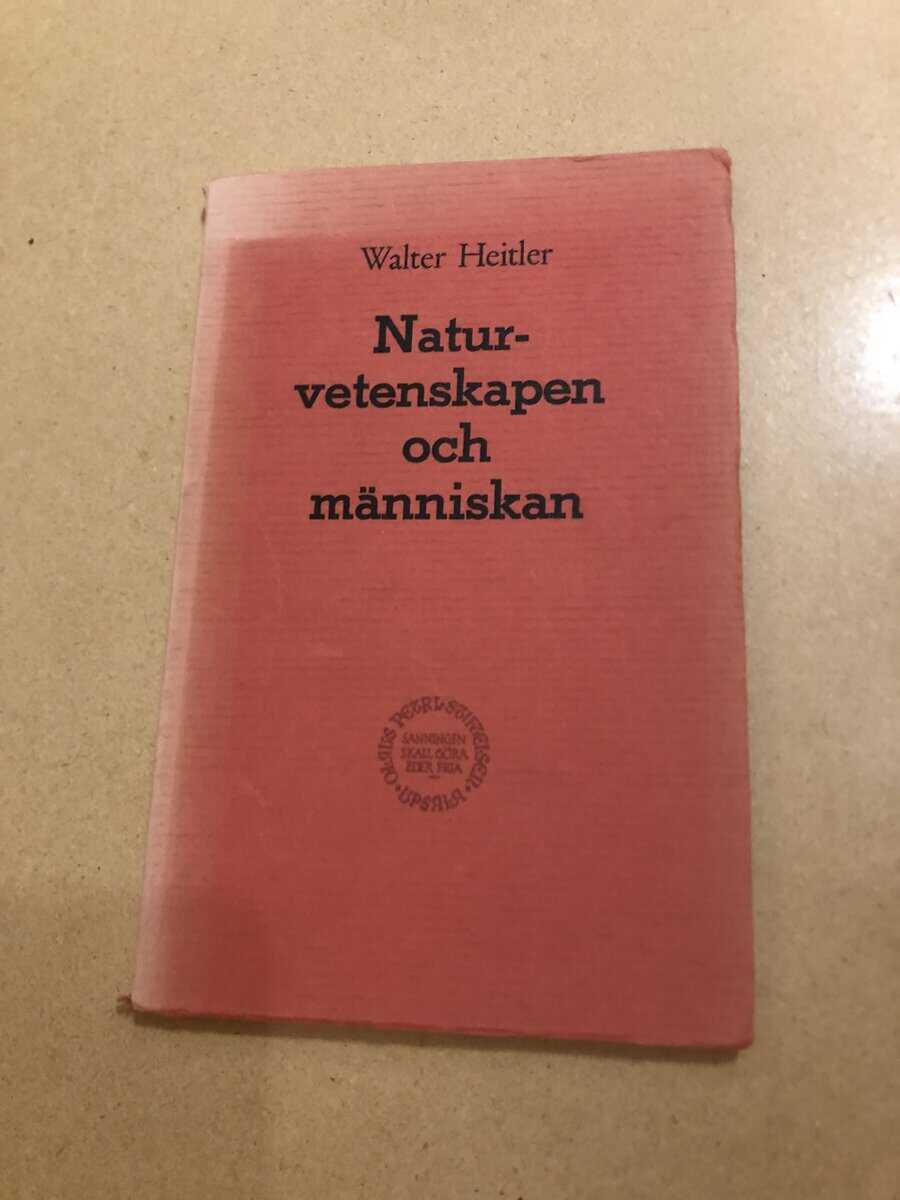 Walter Heitler
Natur-
vetenskapen
och
människan
OLAUS PETRI STIFTELSEN
SANNINGEN
SKALL GÖRA
EDER FRIA
UPSALA